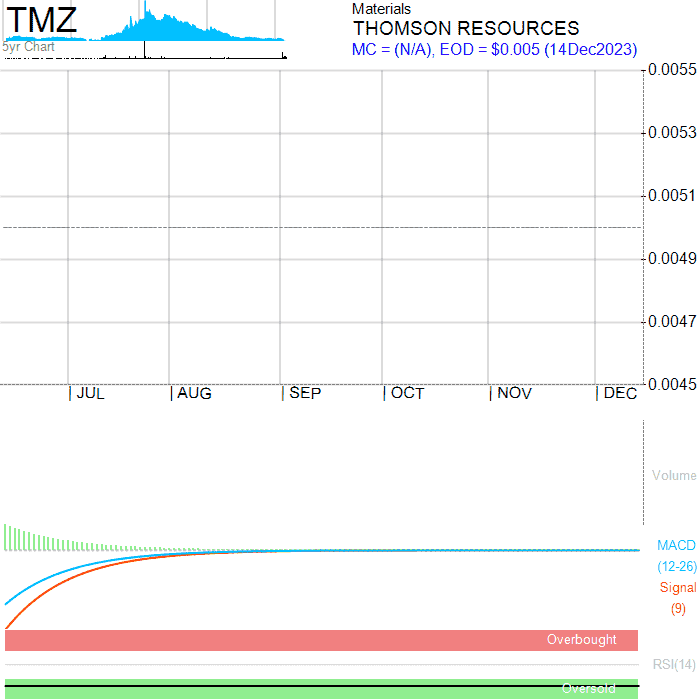 TMZ
5yr Chart
Materials
THOMSON RESOURCES
MC = (N/A), EOD = $0.005 (14Dec2023)
0.0055
0.0053
0.0051
0.0049
0.0047
0.0045
JUL AUG SEP OCT NOV DEC
Volume
MACD
(12-26)
Signal
(9)
Overbought
RSI(14)
Oversold